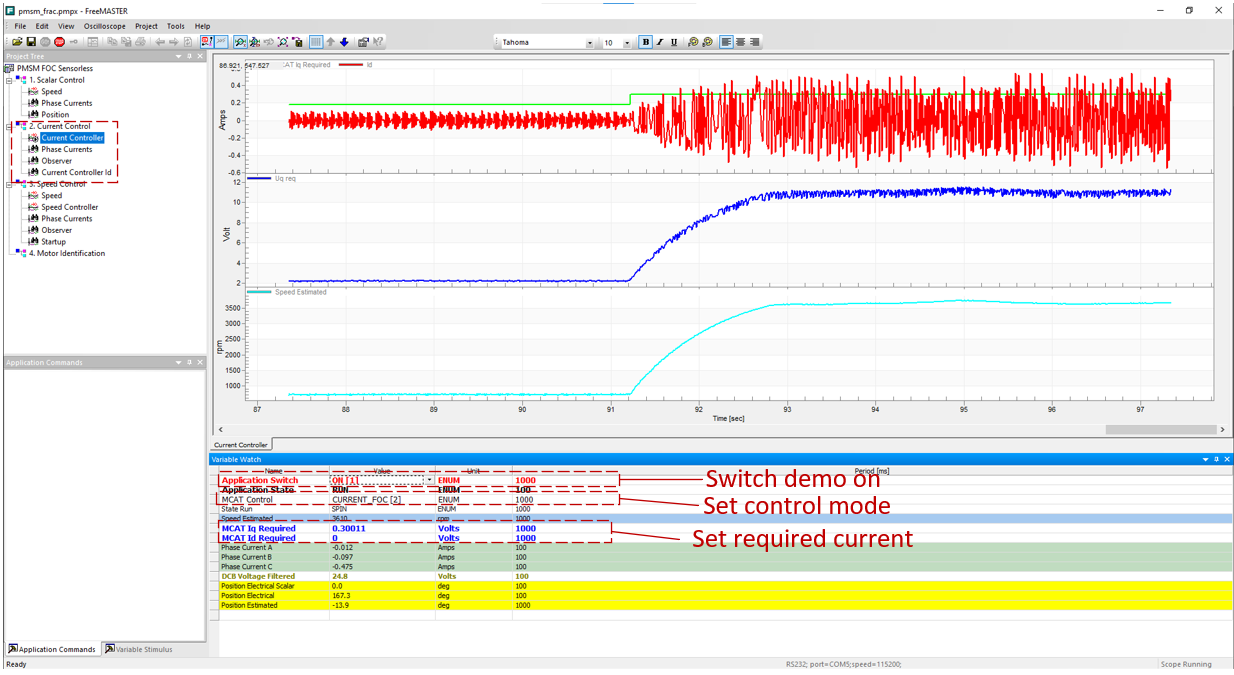 pmsm_frac.pmpx - FreeMASTER
File Edit View Oscilloscope Project Tools Help
Tahoma 10 B I U
Project Tree
PMSM FOC Sensorless
1. Scalar Control
Speed
Phase Currents
Position
2. Current Control
Current Controller
Phase Currents
Observer
Current Controller Id
3. Speed Control
Speed
Speed Controller
Phase Currents
Observer
Startup
4. Motor Identification
Application Commands
86.921, 547.527 CAT Iq Required Id
0.4
0.2
0
-0.2
-0.4
-0.6
Amps
Uq req
12
10
8
6
4
2
Volt
Speed Estimated
3500
3000
2500
2000
1500
1000
rpm
87 88 89 90 91 92 93 94 95 96 97
Time [sec]
Current Controller
Variable Watch
Name Value Unit Period [ms]
Application Switch ON [1] ENUM 1000
Application State RUN ENUM 100
MCAT Control CURRENT_FOC [2] ENUM 1000
State Run SPIN ENUM 1000
Speed Estimated 3610 rpm 1000
MCAT Iq Required 0.30011 Volts 1000
MCAT Id Required 0 Volts 1000
Phase Current A -0.012 Amps 100
Phase Current B -0.097 Amps 100
Phase Current C -0.475 Amps 100
DCB Voltage Filtered 24.8 Volts 100
Position Electrical Scalar 0.0 deg 100
Position Electrical 167.3 deg 100
Position Estimated -13.9 deg 1000
Switch demo on
Set control mode
Set required current
Application Commands Variable Stimulus
Ready RS232; port=COM5;speed=115200; Scope Running